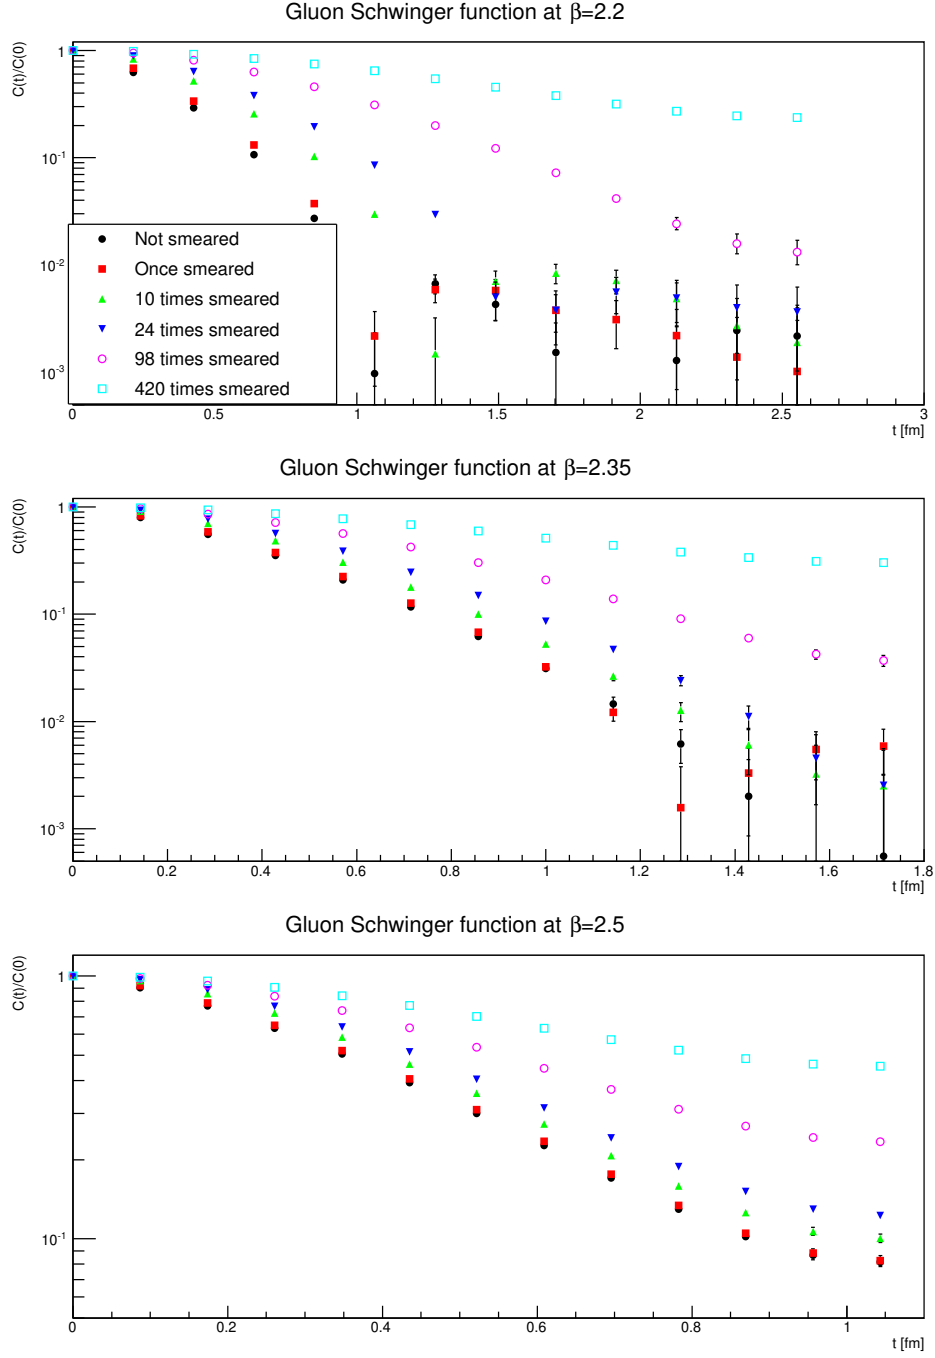 Gluon Schwinger function at β=2.2
C(t)/C(0)
1
10⁻¹
10⁻²
10⁻³
Not smeared
Once smeared
10 times smeared
24 times smeared
98 times smeared
420 times smeared
0 0.5 1 1.5 2 2.5 3
t [fm]
Gluon Schwinger function at β=2.35
C(t)/C(0)
1
10⁻¹
10⁻²
10⁻³
0 0.2 0.4 0.6 0.8 1 1.2 1.4 1.6 1.8
t [fm]
Gluon Schwinger function at β=2.5
C(t)/C(0)
1
10⁻¹
0 0.2 0.4 0.6 0.8 1
t [fm]